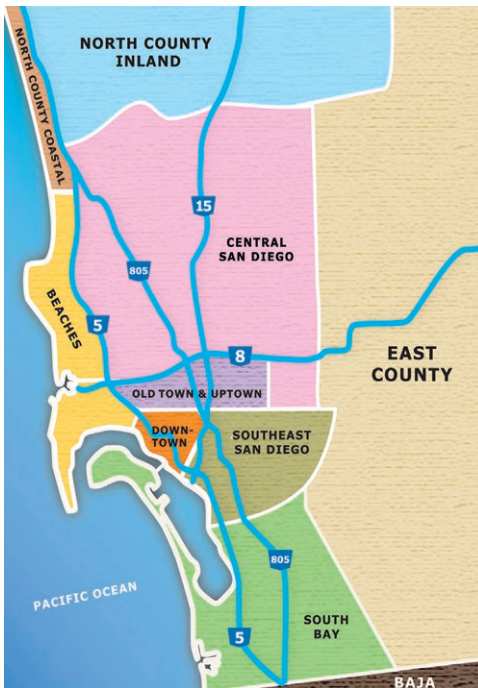 NORTH COUNTY
INLAND
NORTH COUNTY COASTAL
15
CENTRAL
SAN DIEGO
805
BEACHES
5
8
EAST
COUNTY
OLD TOWN & UPTOWN
DOWN-
TOWN
SOUTHEAST
SAN DIEGO
805
PACIFIC OCEAN
SOUTH
BAY
5
BAJA